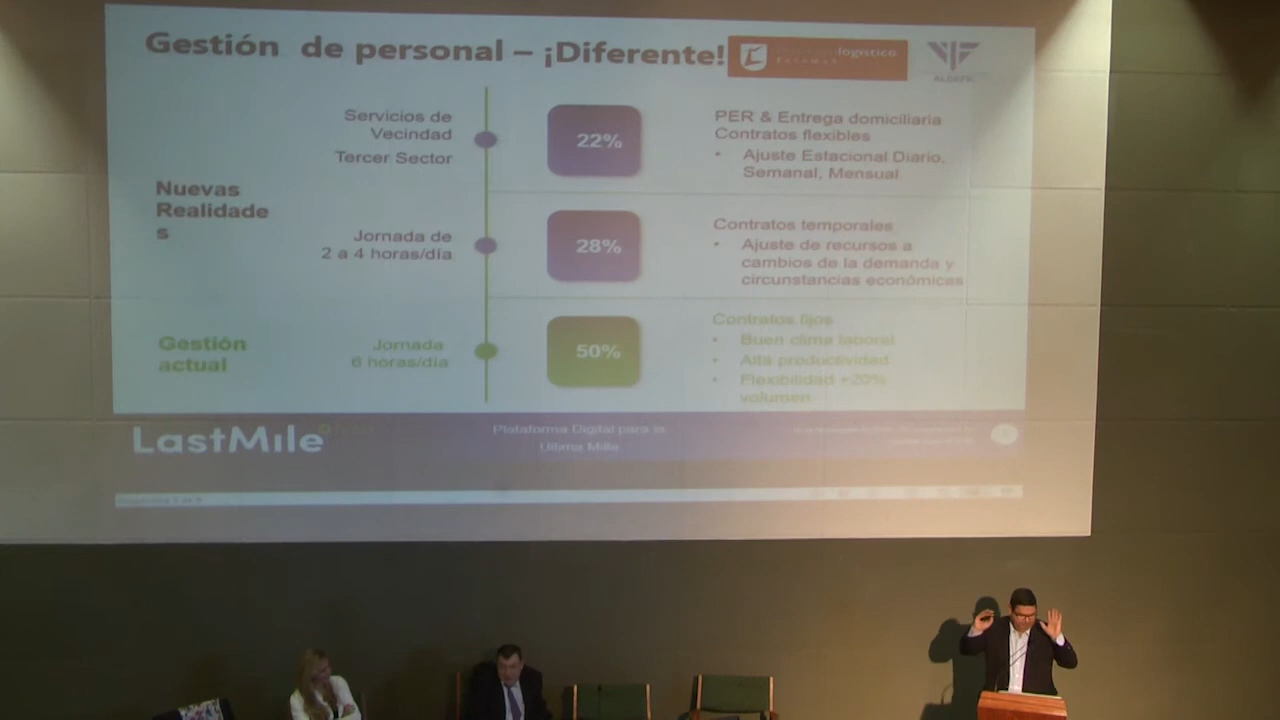 Gestión de personal – ¡Diferente!
logístico
Servicios de
Vecindad
Tercer Sector
22%
PER & Entrega domiciliaria
Contratos flexibles
• Ajuste Estacional Diario,
Semanal, Mensual
Nuevas
Realidade
s
Jornada de
2 a 4 horas/día
28%
Contratos temporales
• Ajuste de recursos a
cambios de la demanda y
circunstancias económicas
Gestión
actual
Jornada
6 horas/día
50%
Contratos fijos
• Buen clima laboral
• Alta productividad
• Flexibilidad +20%
volumen.
LastMile
Plataforma Digital para la
Ultima Milla